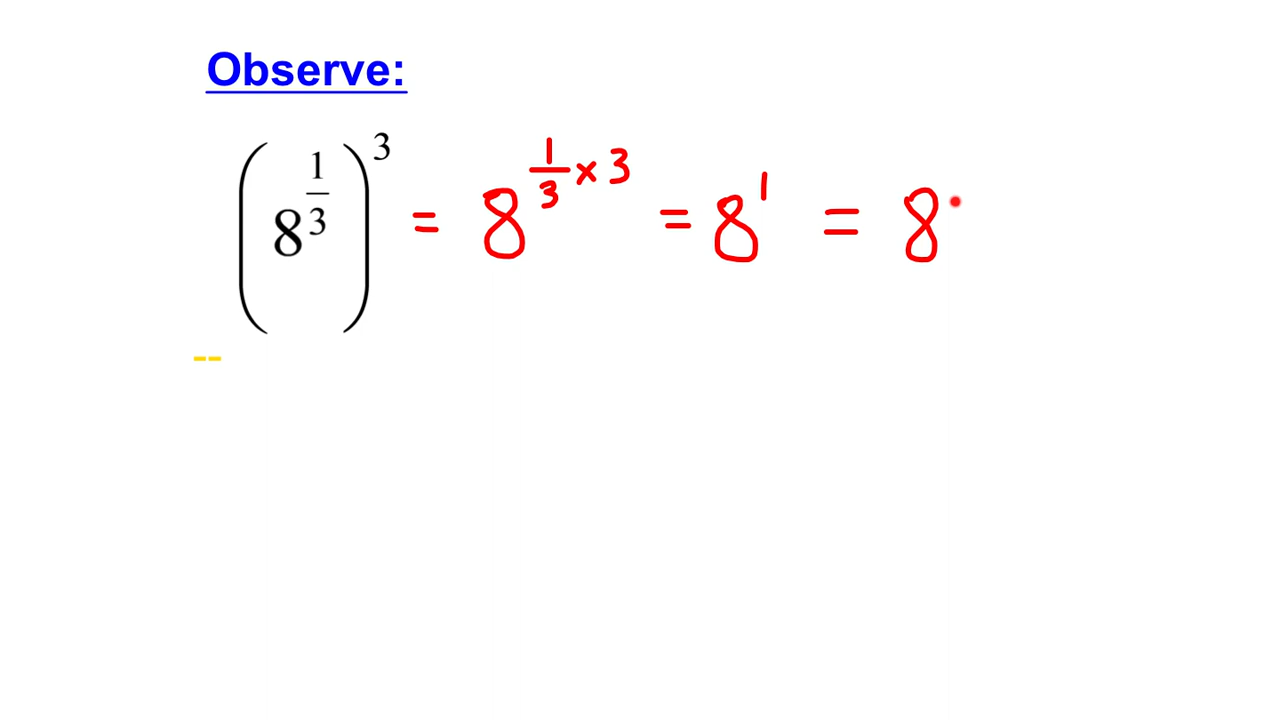 Observe:
(8^{1/3})^3 = 8^{1/3 × 3} = 8^1 = 8
--